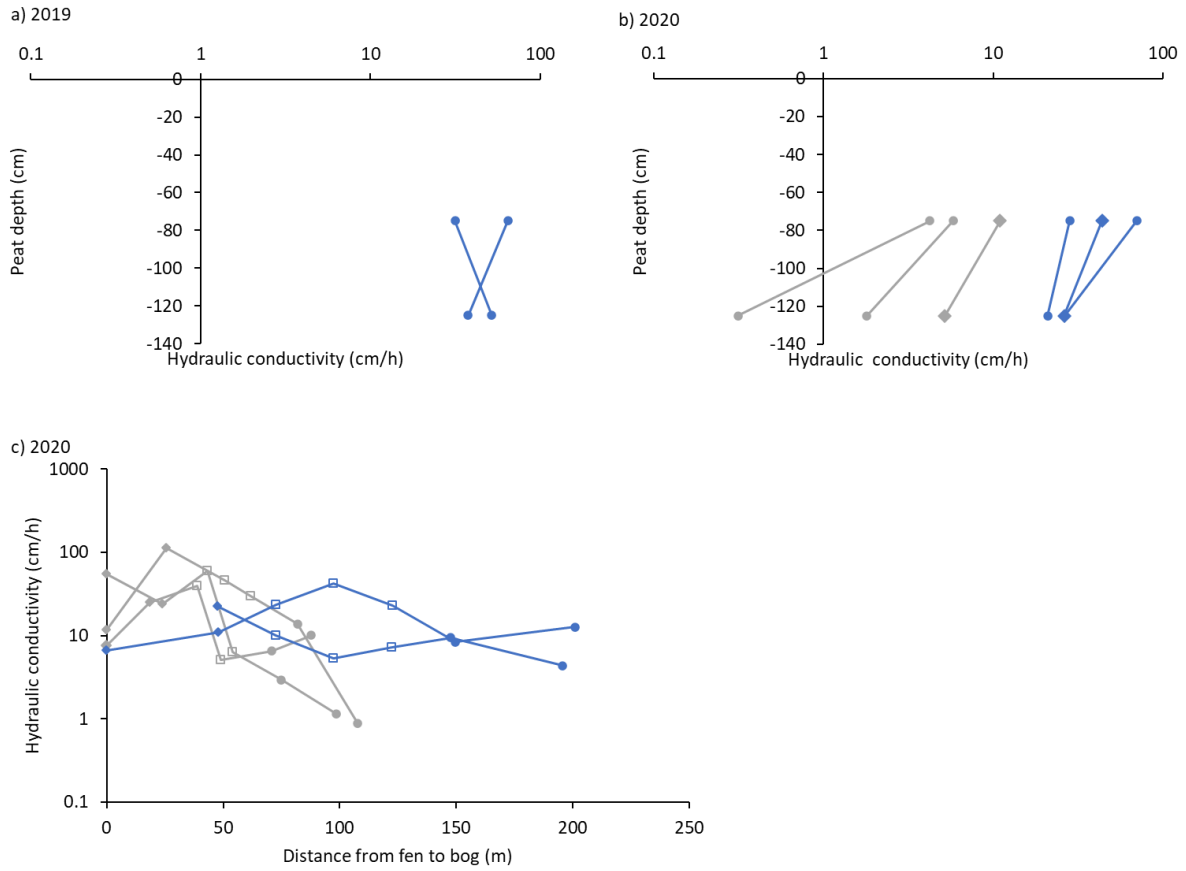 a) 2019
0.1 1 10 100
0
-20
-40
-60
-80
-100
-120
-140
Peat depth (cm)
Hydraulic conductivity (cm/h)
b) 2020
0.1 1 10 100
0
-20
-40
-60
-80
-100
-120
-140
Peat depth (cm)
Hydraulic conductivity (cm/h)
c) 2020
1000
100
10
1
0.1
Hydraulic conductivity (cm/h)
0 50 100 150 200 250
Distance from fen to bog (m)